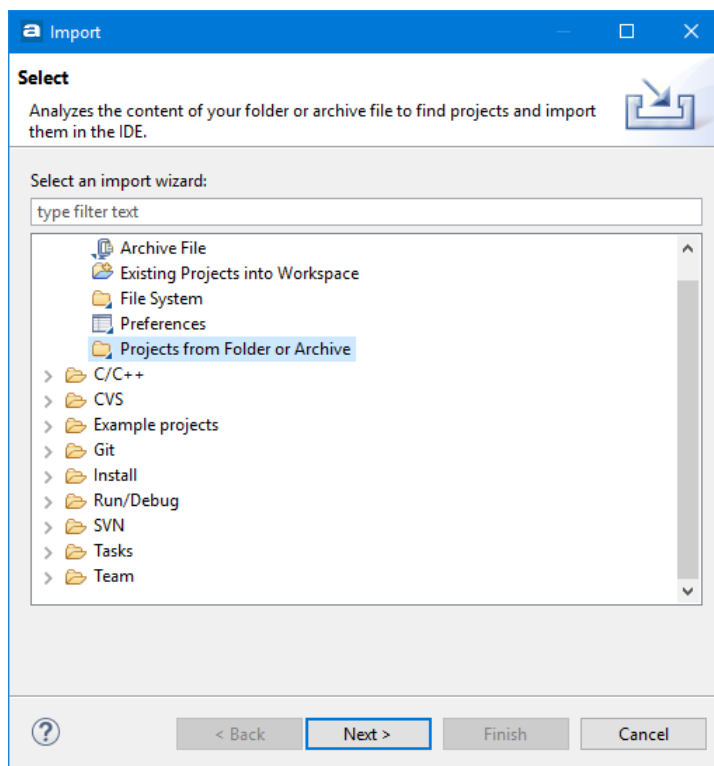 a Import
Select
Analyzes the content of your folder or archive file to find projects and import
them in the IDE.
Select an import wizard:
type filter text
Archive File
Existing Projects into Workspace
File System
Preferences
Projects from Folder or Archive
C/C++
CVS
Example projects
Git
Install
Run/Debug
SVN
Tasks
Team
? < Back Next > Finish Cancel